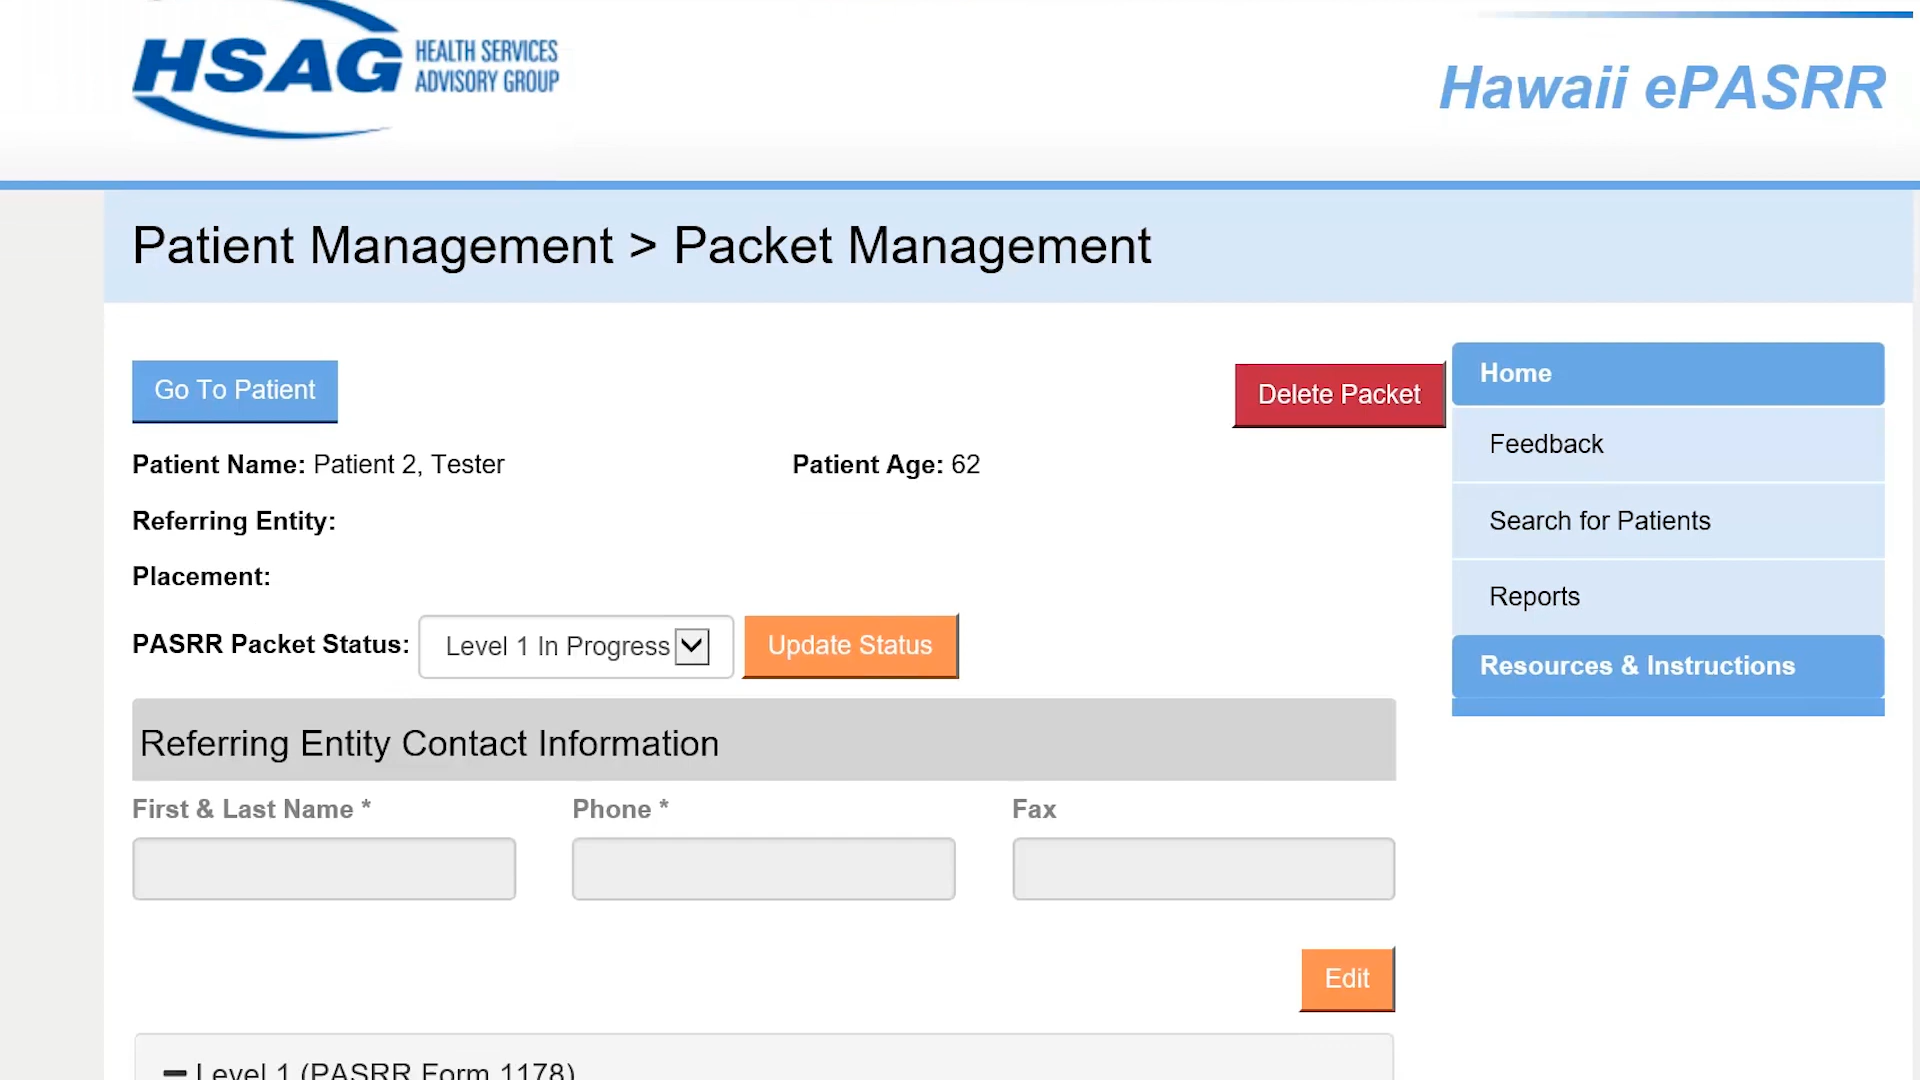 HSAG HEALTH SERVICES
ADVISORY GROUP
Hawaii ePASRR
Patient Management > Packet Management
Go To Patient
Delete Packet
Home
Feedback
Search for Patients
Reports
Resources & Instructions
Patient Name: Patient 2, Tester
Patient Age: 62
Referring Entity:
Placement:
PASRR Packet Status: Level 1 In Progress Update Status
Referring Entity Contact Information
First & Last Name * Phone * Fax
Edit
Level 1 (PASRR Form 1178)